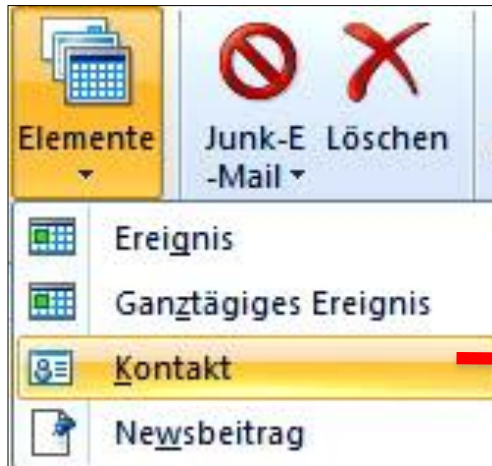 Elemente
Junk-E
-Mail
Löschen
Ereignis
Ganztägiges Ereignis
Kontakt
Newsbeitrag